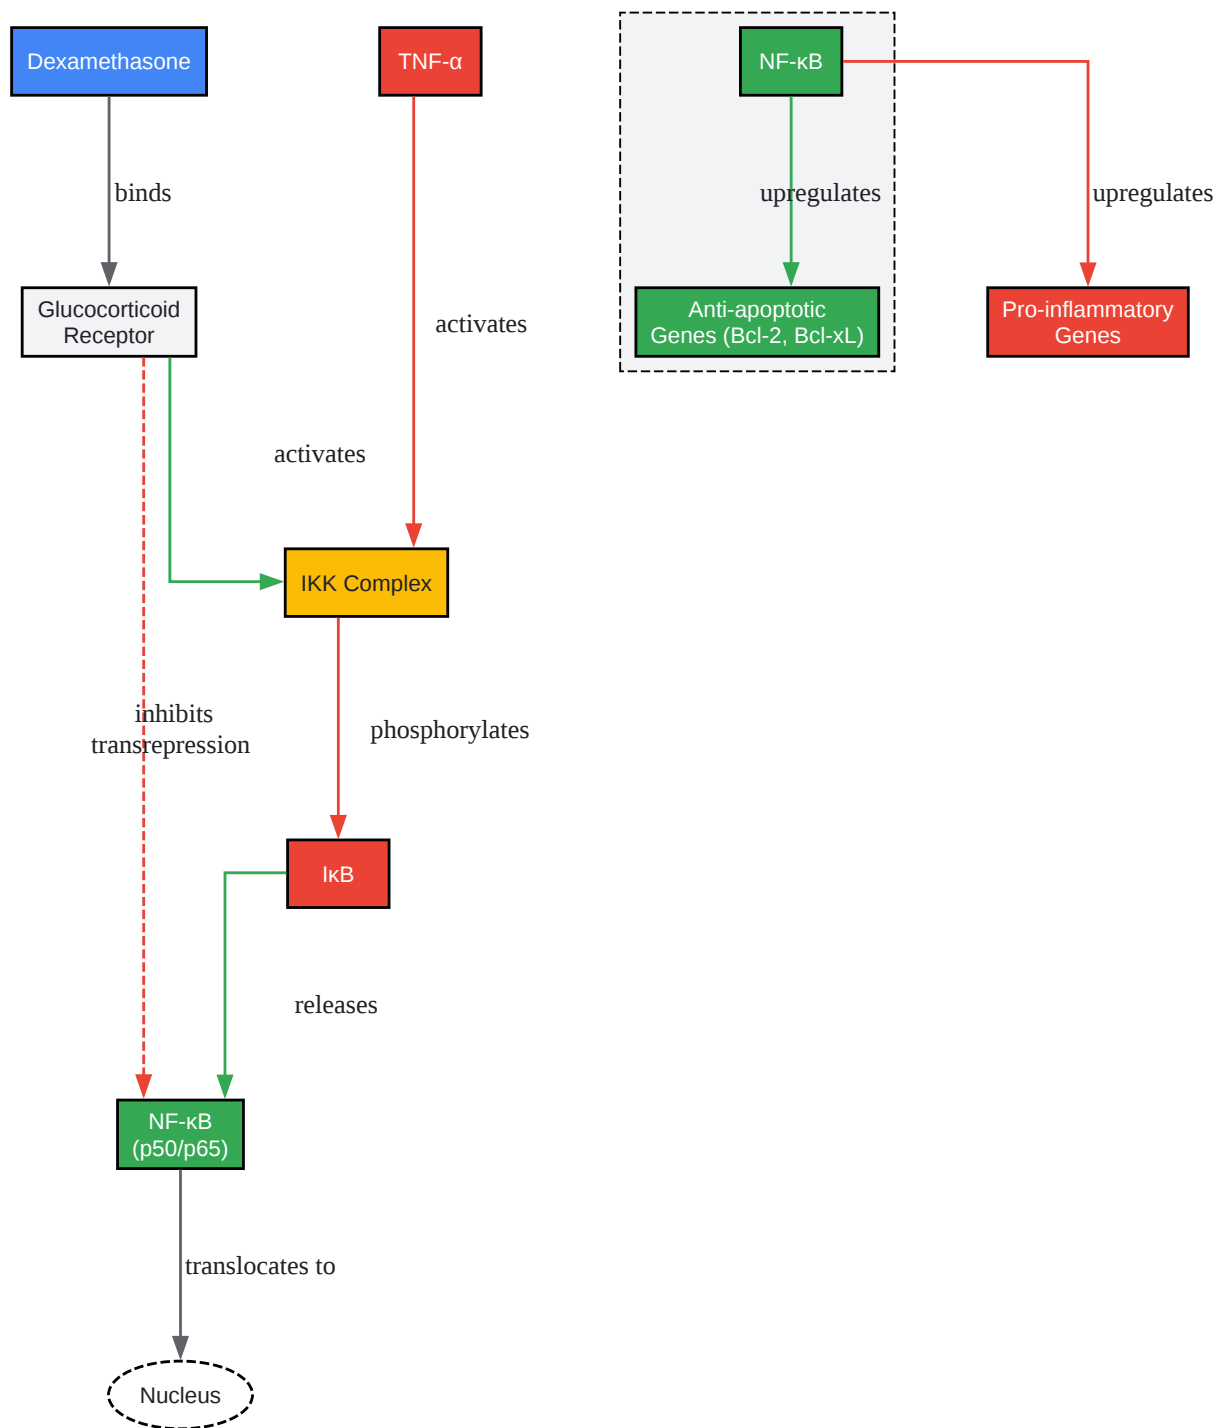 Dexamethasone
TNF-α
NF-κB
binds
upregulates
upregulates
Glucocorticoid
Receptor
activates
Anti-apoptotic
Genes (Bcl-2, Bcl-xL)
Pro-inflammatory
Genes
activates
IKK Complex
inhibits
transrepression
phosphorylates
IκB
releases
NF-κB
(p50/p65)
translocates to
Nucleus